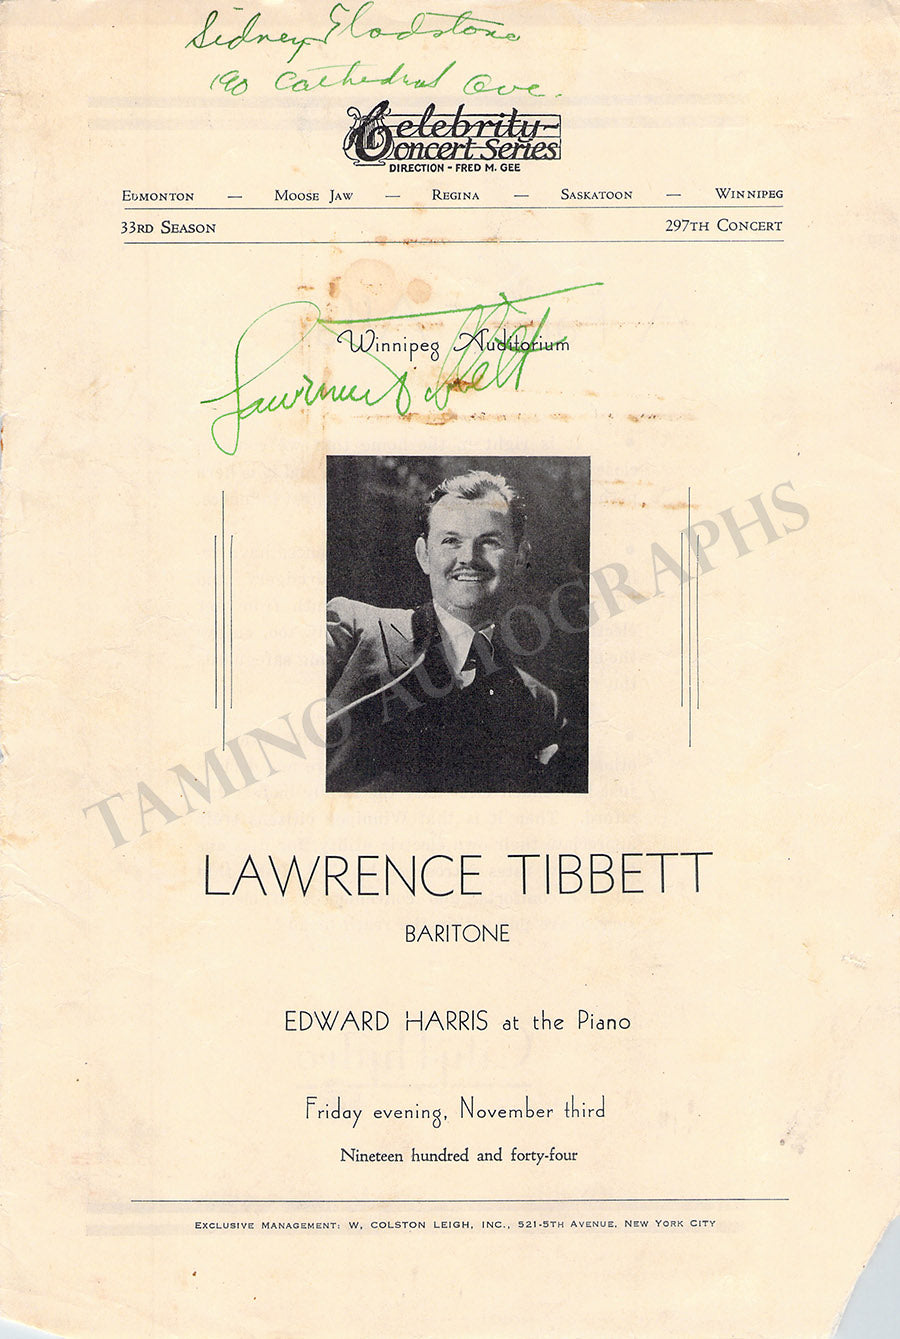 Sidney Gladstone
190 Cathedral Ave.
Celebrity
Concert Series
DIRECTION - FRED M. GEE
EDMONTON — MOOSE JAW — REGINA — SASKATOON — WINNIPEG
33RD SEASON 297TH CONCERT
Winnipeg Auditorium
Lawrence Tibbett
TAMINO AUTOGRAPHS
LAWRENCE TIBBETT
BARITONE
EDWARD HARRIS at the Piano
Friday evening, November third
Nineteen hundred and forty-four
EXCLUSIVE MANAGEMENT: W. COLSTON LEIGH, INC., 521-5TH AVENUE, NEW YORK CITY